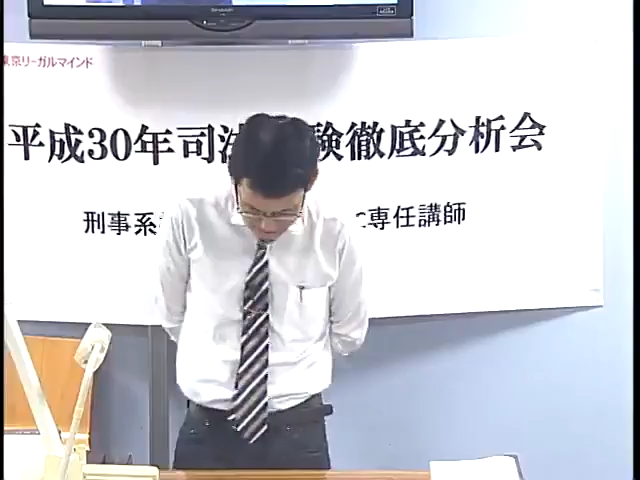 東京リーガルマインド
平成30年司法 験徹底分析会
刑事系 専任講師